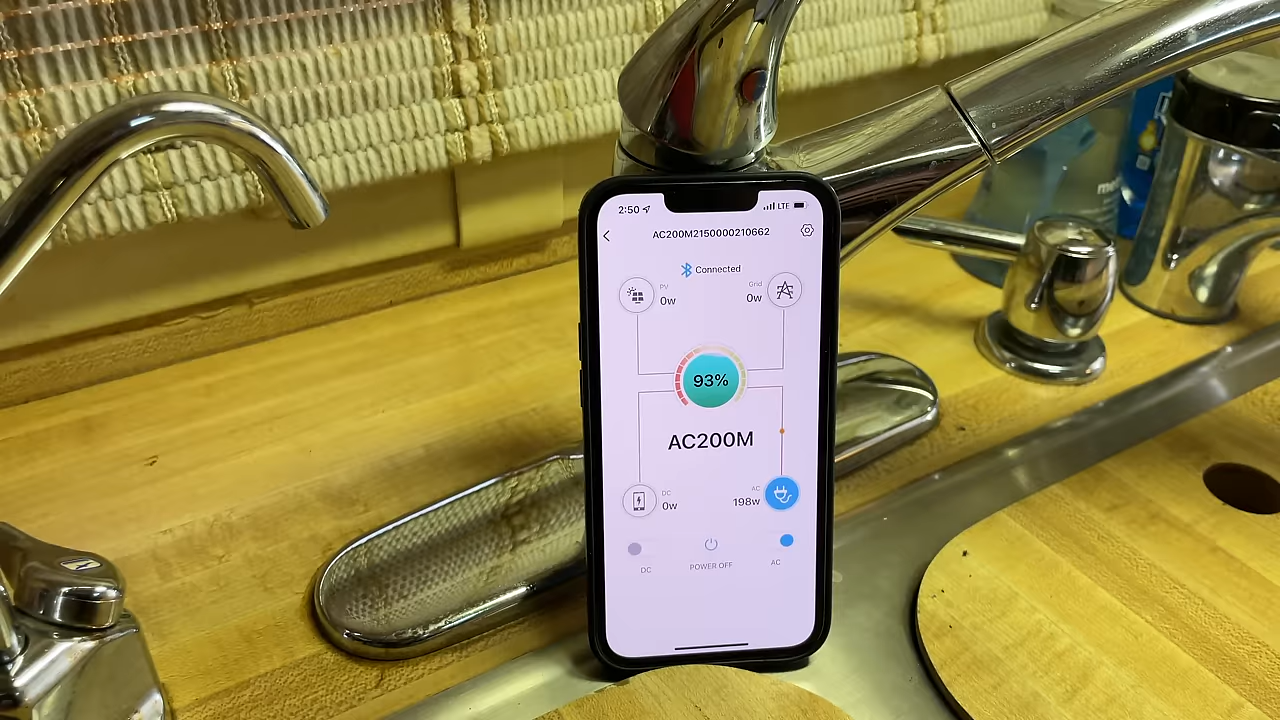 2:50
LTE
AC200M2150000210662
Connected
PV
0w
Grid
0w
93%
AC200M
DC
0w
AC
198w
DC
POWER OFF
AC